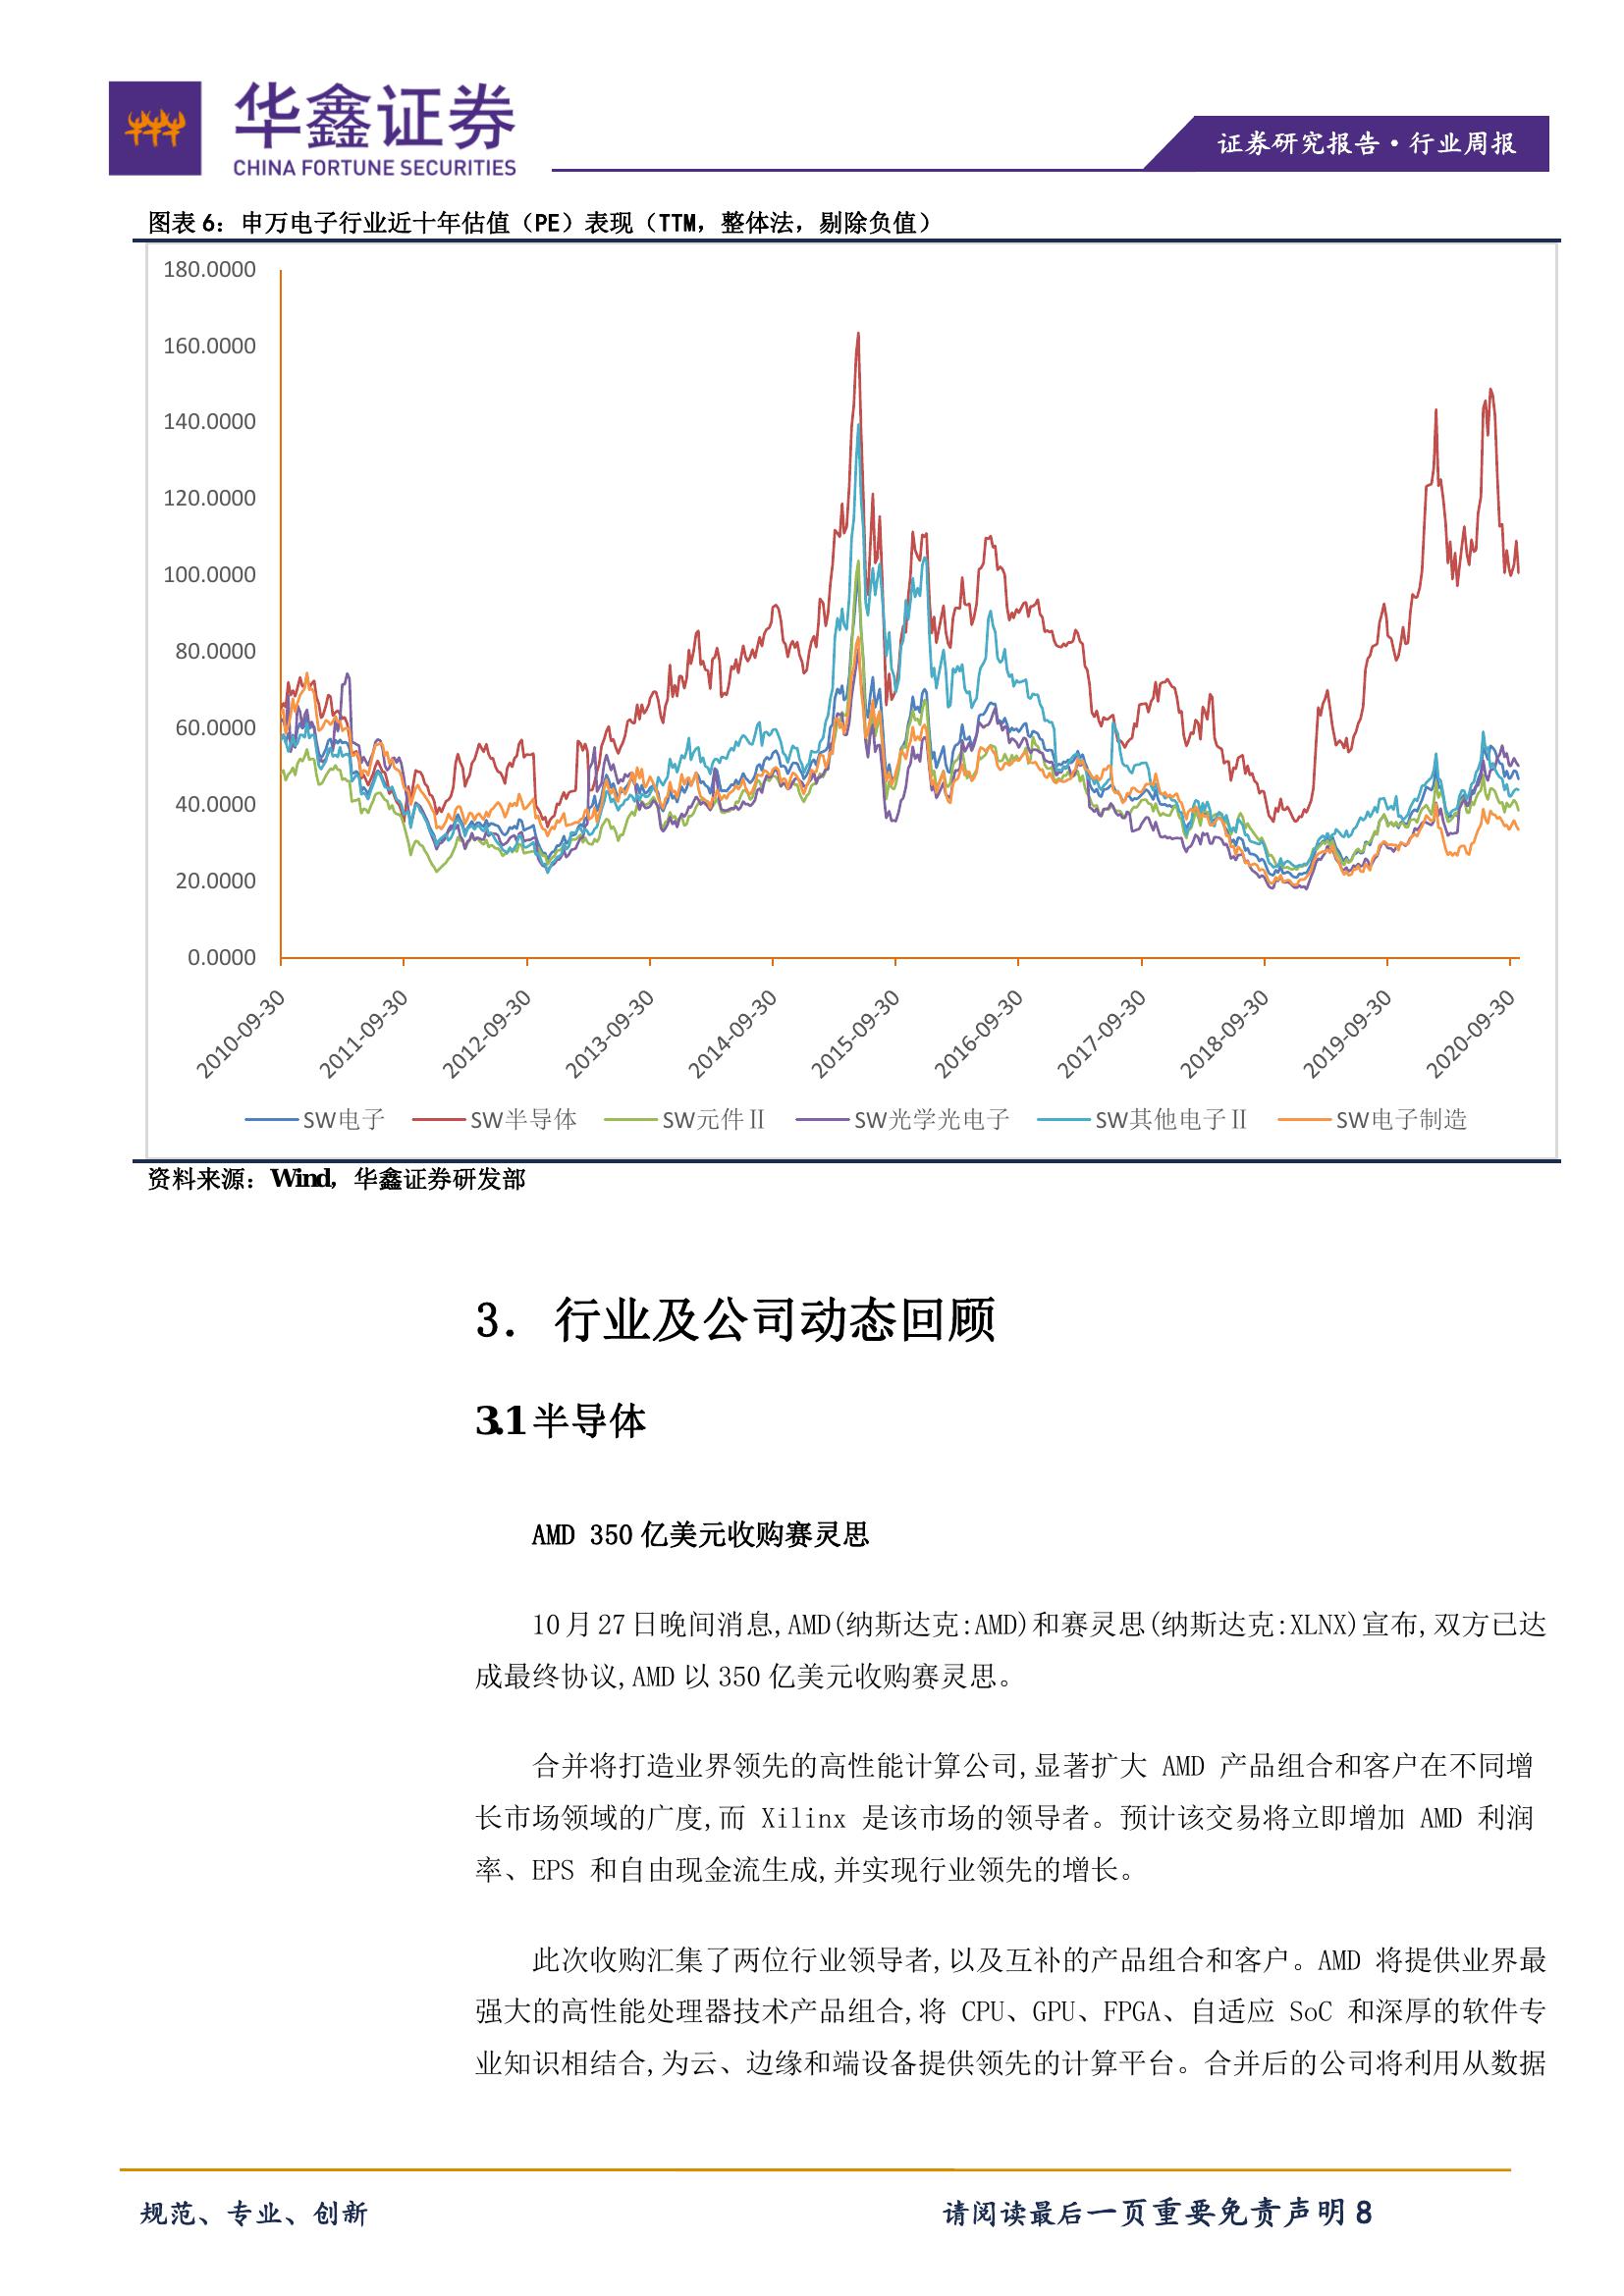 华鑫证券
CHINA FORTUNE SECURITIES
证券研究报告·行业周报
图表 6：申万电子行业近十年估值（PE）表现（TTM，整体法，剔除负值）
180.0000
160.0000
140.0000
120.0000
100.0000
80.0000
60.0000
40.0000
20.0000
0.0000
2010-09-30
2011-09-30
2012-09-30
2013-09-30
2014-09-30
2015-09-30
2016-09-30
2017-09-30
2018-09-30
2019-09-30
2020-09-30
SW电子 SW半导体 SW元件Ⅱ SW光学光电子 SW其他电子Ⅱ SW电子制造
资料来源：Wind，华鑫证券研发部
3. 行业及公司动态回顾
3.1半导体
AMD 350 亿美元收购赛灵思
10月27日晚间消息,AMD(纳斯达克:AMD)和赛灵思(纳斯达克:XLNX)宣布,双方已达
成最终协议,AMD 以 350 亿美元收购赛灵思。
合并将打造业界领先的高性能计算公司,显著扩大 AMD 产品组合和客户在不同增
长市场领域的广度,而 Xilinx 是该市场的领导者。预计该交易将立即增加 AMD 利润
率、EPS 和自由现金流生成,并实现行业领先的增长。
此次收购汇集了两位行业领导者,以及互补的产品组合和客户。AMD 将提供业界最
强大的高性能处理器技术产品组合,将 CPU、GPU、FPGA、自适应 SoC 和深厚的软件专
业知识相结合,为云、边缘和端设备提供领先的计算平台。合并后的公司将利用从数据
规范、专业、创新
请阅读最后一页重要免责声明 8